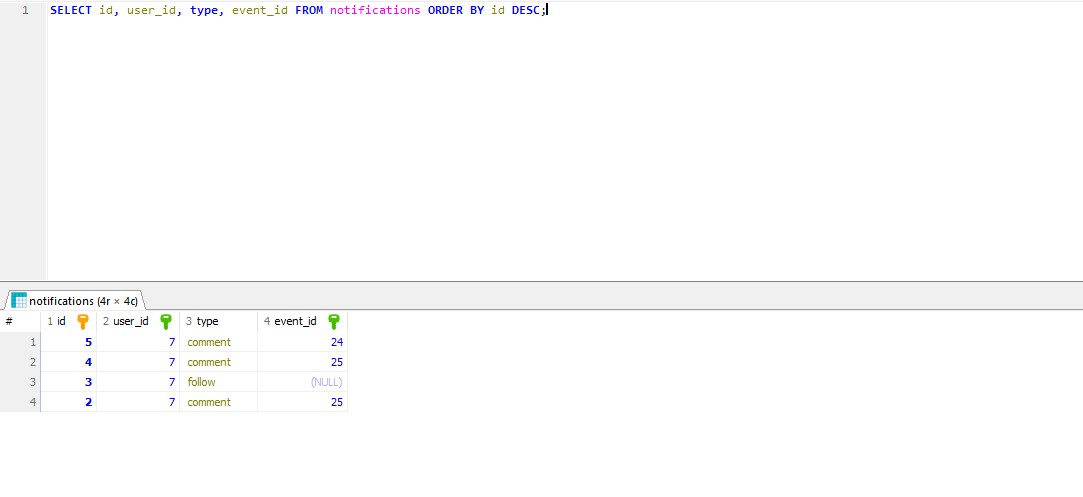 1 SELECT id, user_id, type, event_id FROM notifications ORDER BY id DESC;
notifications (4r × 4c)
# 1 id 2 user_id 3 type 4 event_id
1 5 7 comment 24
2 4 7 comment 25
3 3 7 follow (NULL)
4 2 7 comment 25